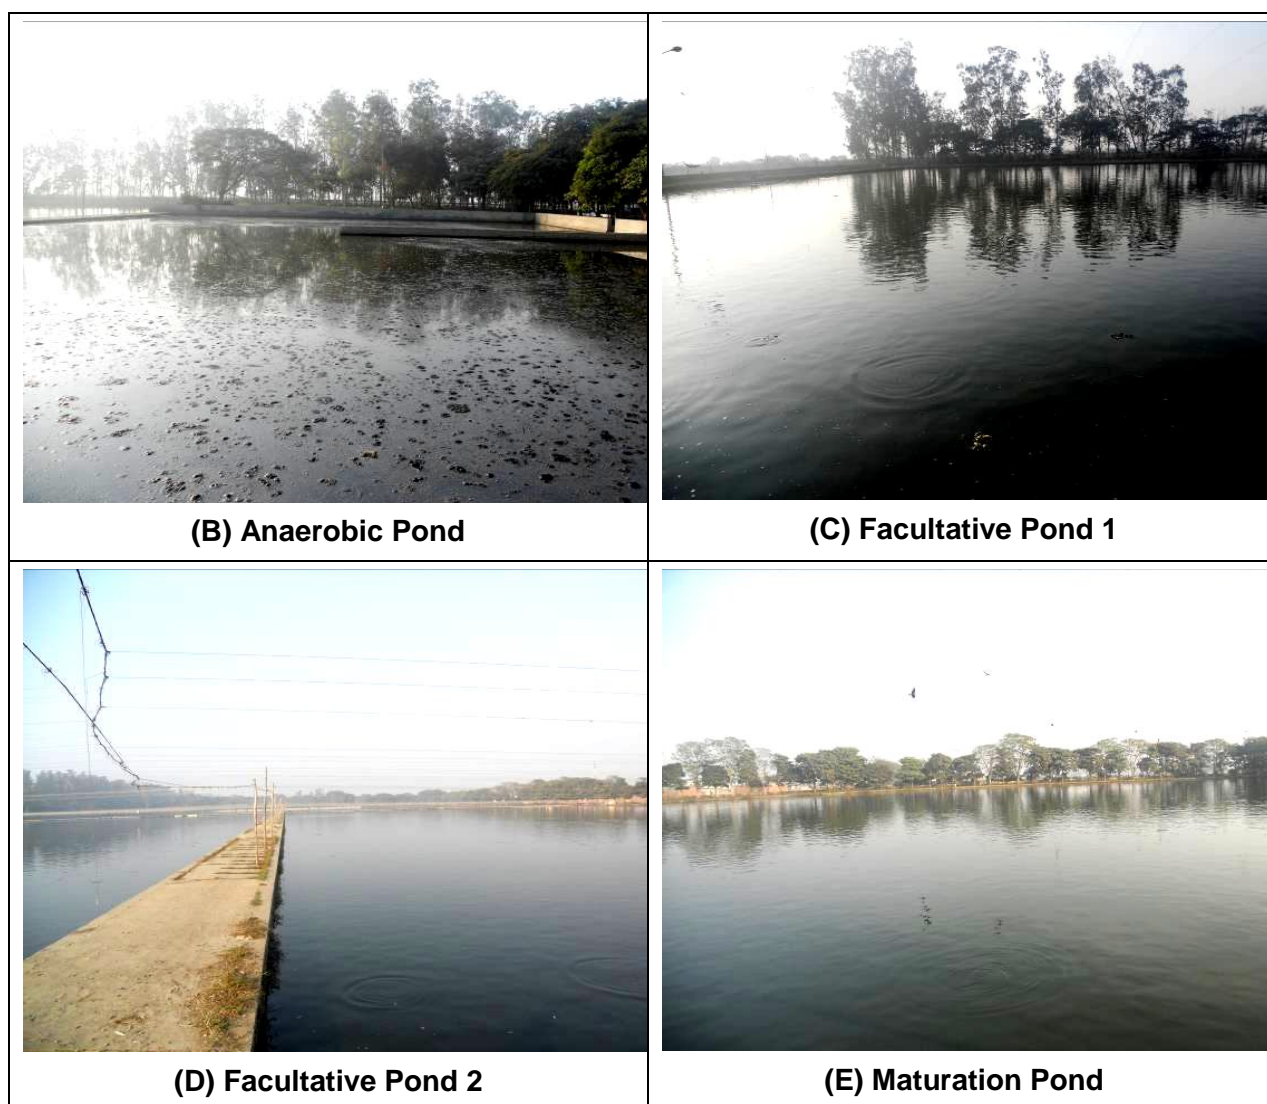 (B) Anaerobic Pond
(C) Facultative Pond 1
(D) Facultative Pond 2
(E) Maturation Pond